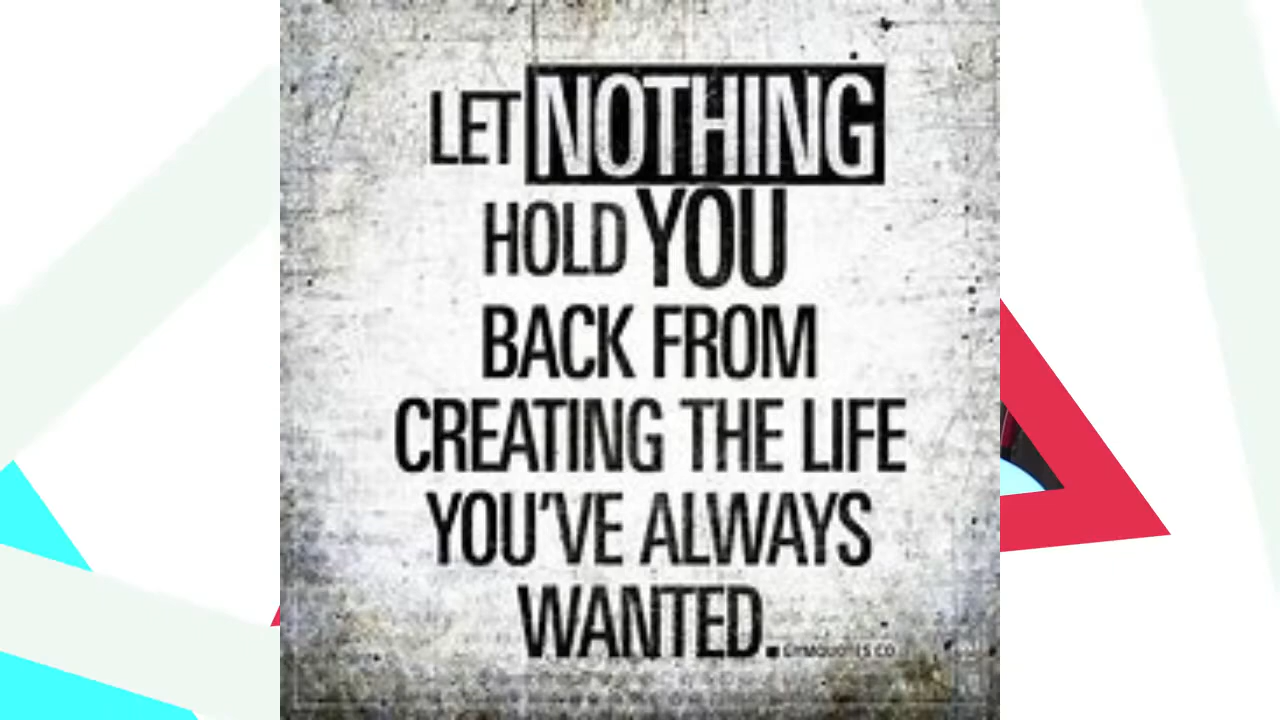 LET NOTHING
HOLD YOU
BACK FROM
CREATING THE LIFE
YOU'VE ALWAYS
WANTED.